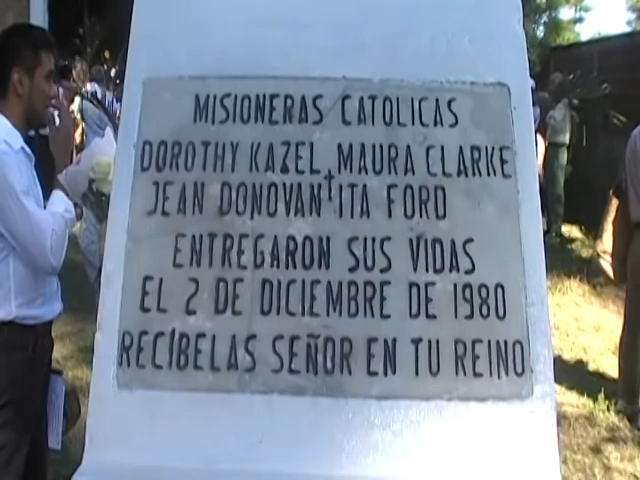 MISIONERAS CATOLICAS
DOROTHY KAZEL MAURA CLARKE
JEAN DONOVAN ITA FORD
ENTREGARON SUS VIDAS
EL 2 DE DICIEMBRE DE 1980
RECÍBELAS SEÑOR EN TU REINO